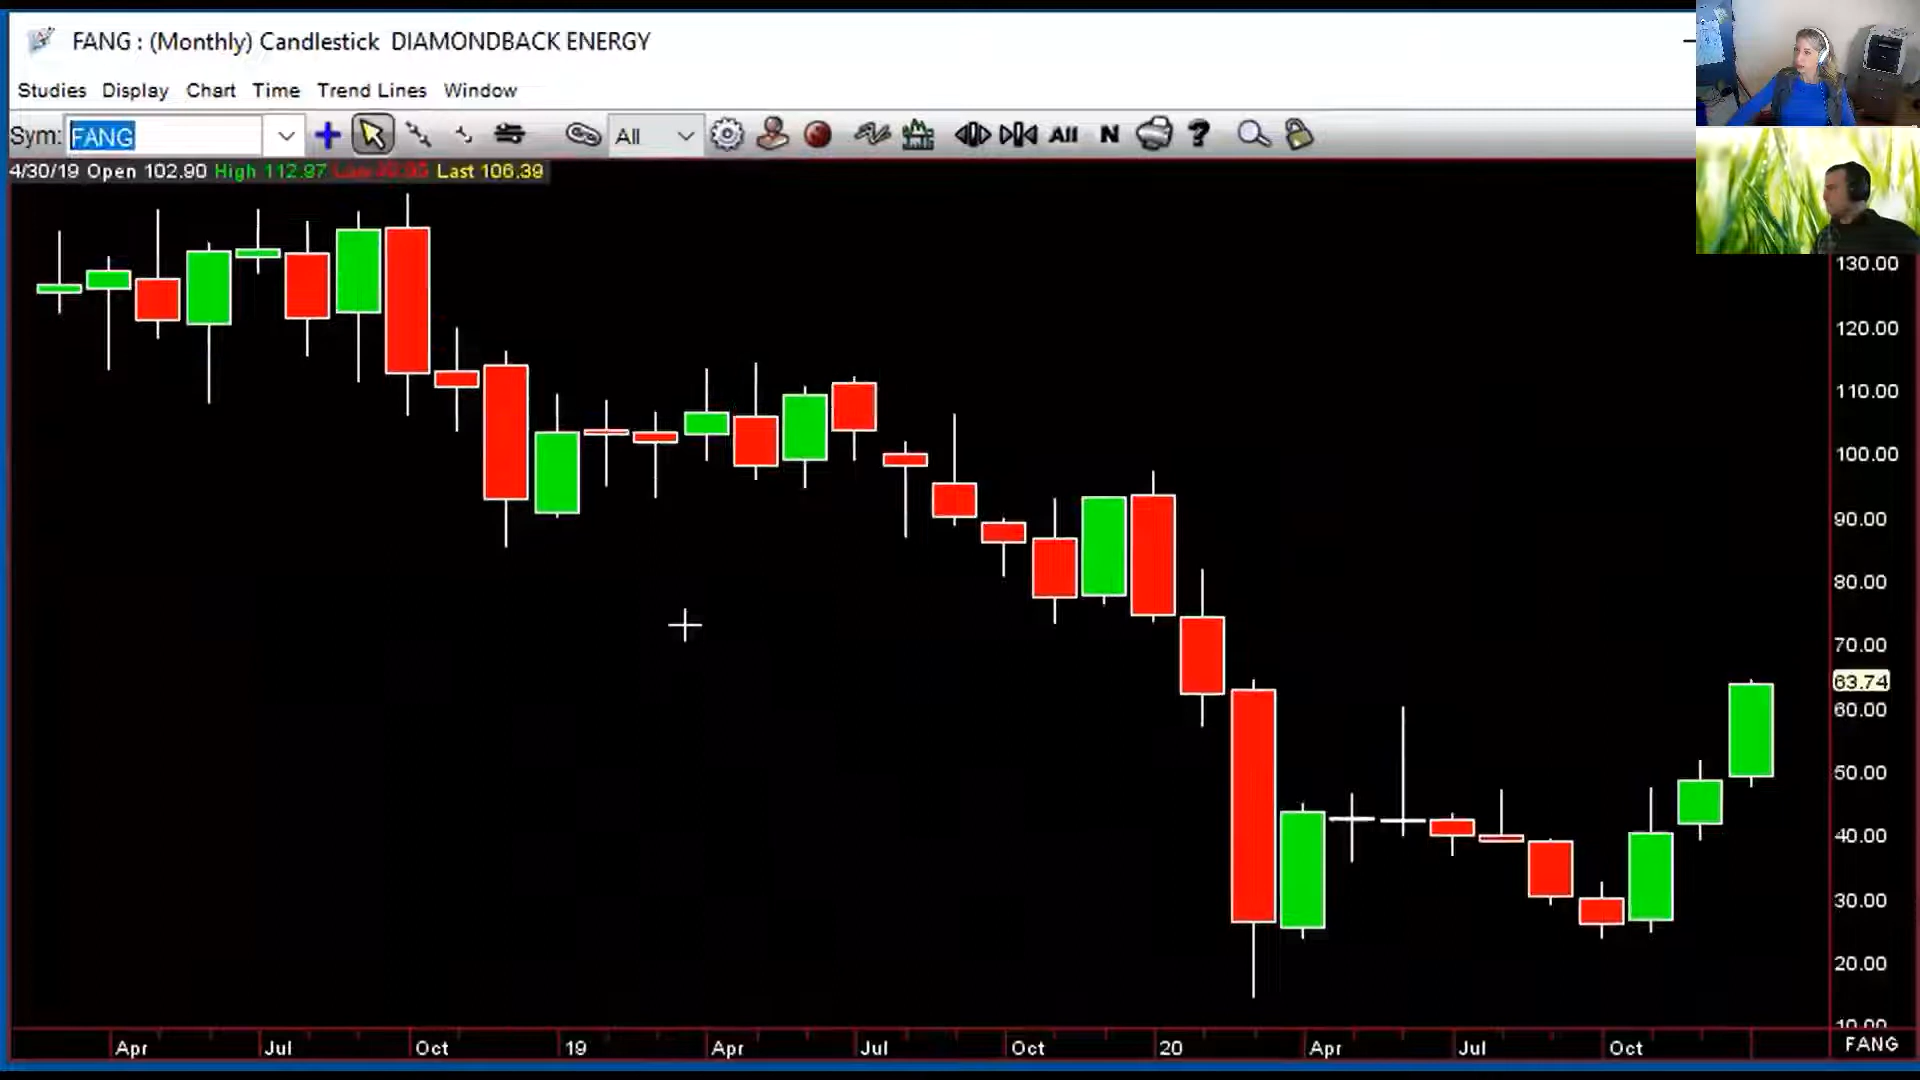 FANG : (Monthly) Candlestick DIAMONDBACK ENERGY
Studies Display Chart Time Trend Lines Window
Sym: FANG All All N ?
4/30/19 Open 102.90 High 112.97 Low Last 106.39
130.00
120.00
110.00
100.00
90.00
80.00
70.00
63.74
60.00
50.00
40.00
30.00
20.00
10.00
Apr Jul Oct 19 Apr Jul Oct 20 Apr Jul Oct FANG